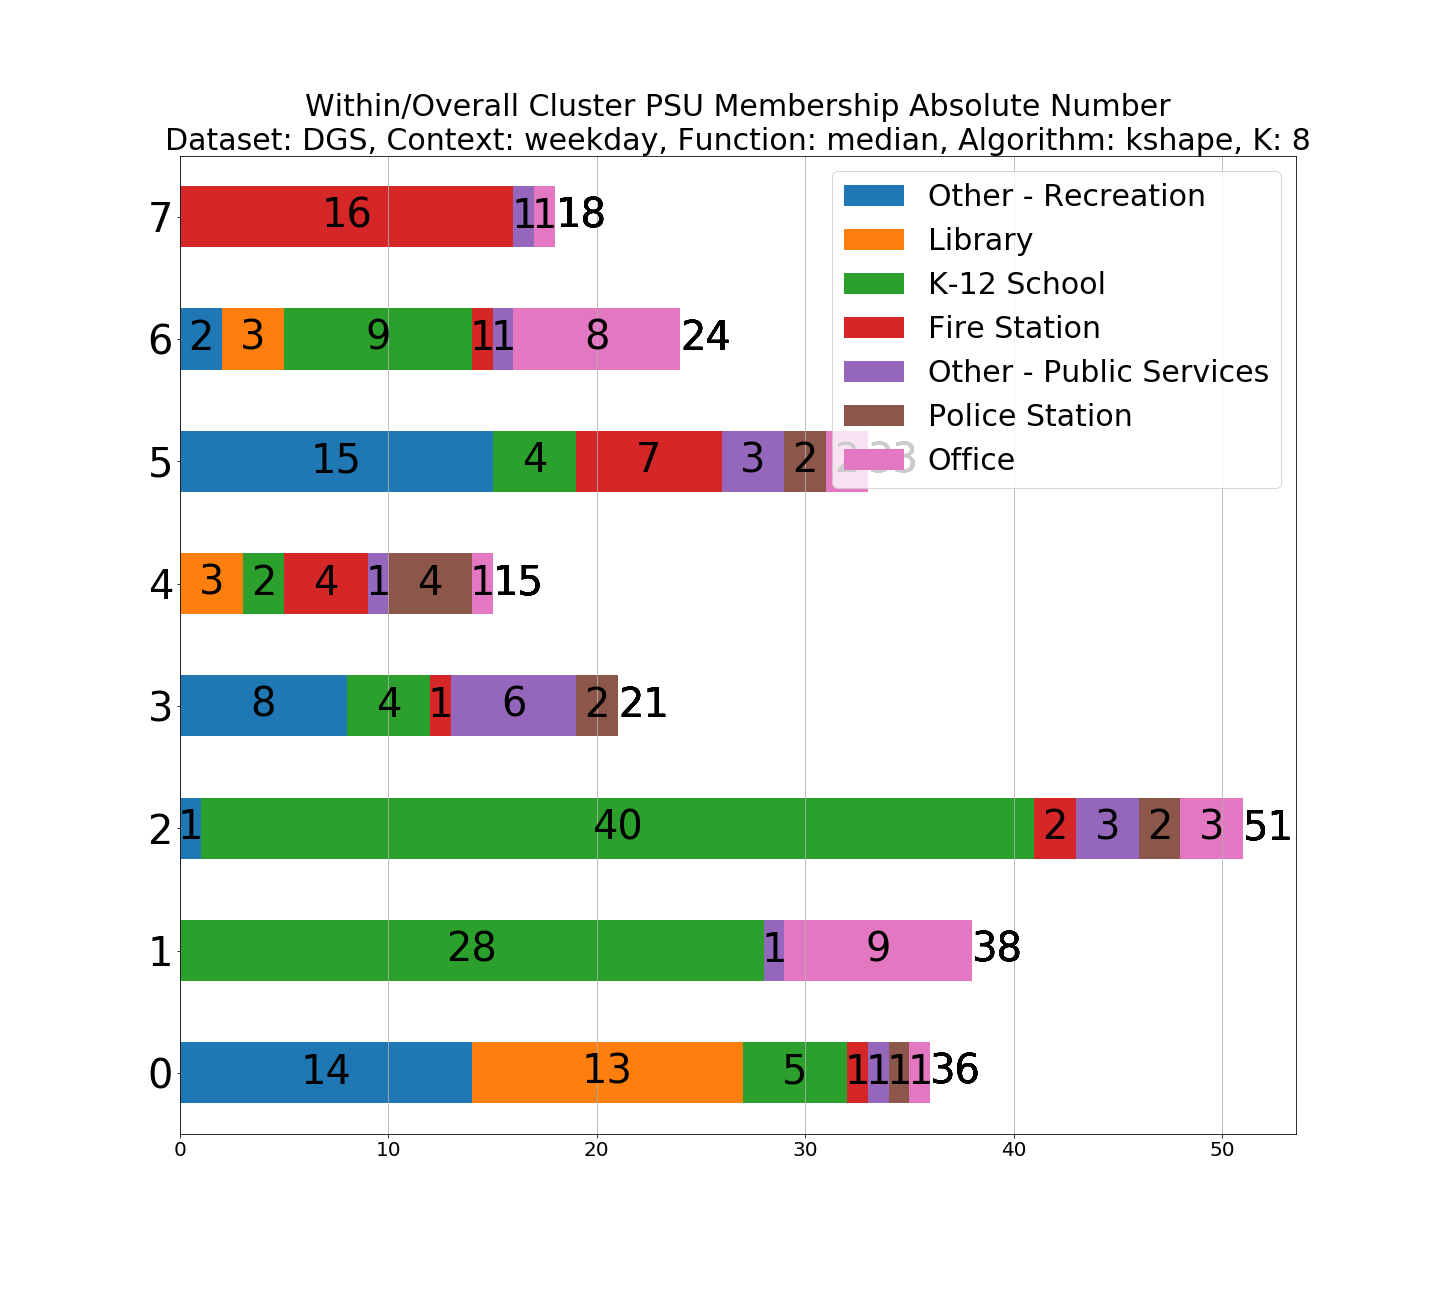 Within/Overall Cluster PSU Membership Absolute Number
Dataset: DGS, Context: weekday, Function: median, Algorithm: kshape, K: 8
Other - Recreation
Library
K-12 School
Fire Station
Other - Public Services
Police Station
Office
7 16 1 1 18
6 2 3 9 1 1 8 24
5 15 4 7 3 2 2 33
4 3 2 4 1 4 1 15
3 8 4 1 6 2 21
2 1 40 2 3 2 3 51
1 28 1 9 38
0 14 13 5 1 1 1 1 36
0 10 20 30 40 50